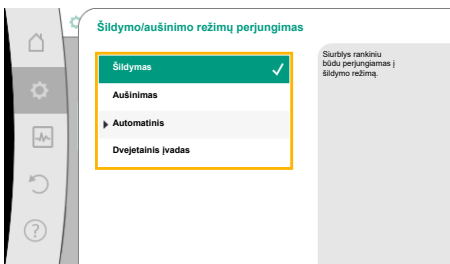 Šildymo/aušinimo režimų perjungimas
Šildymas
Aušinimas
Automatinis
Dvejetainis įvadas
Siurblys rankiniu
būdu perjungiamas į
šildymo režimą.
?